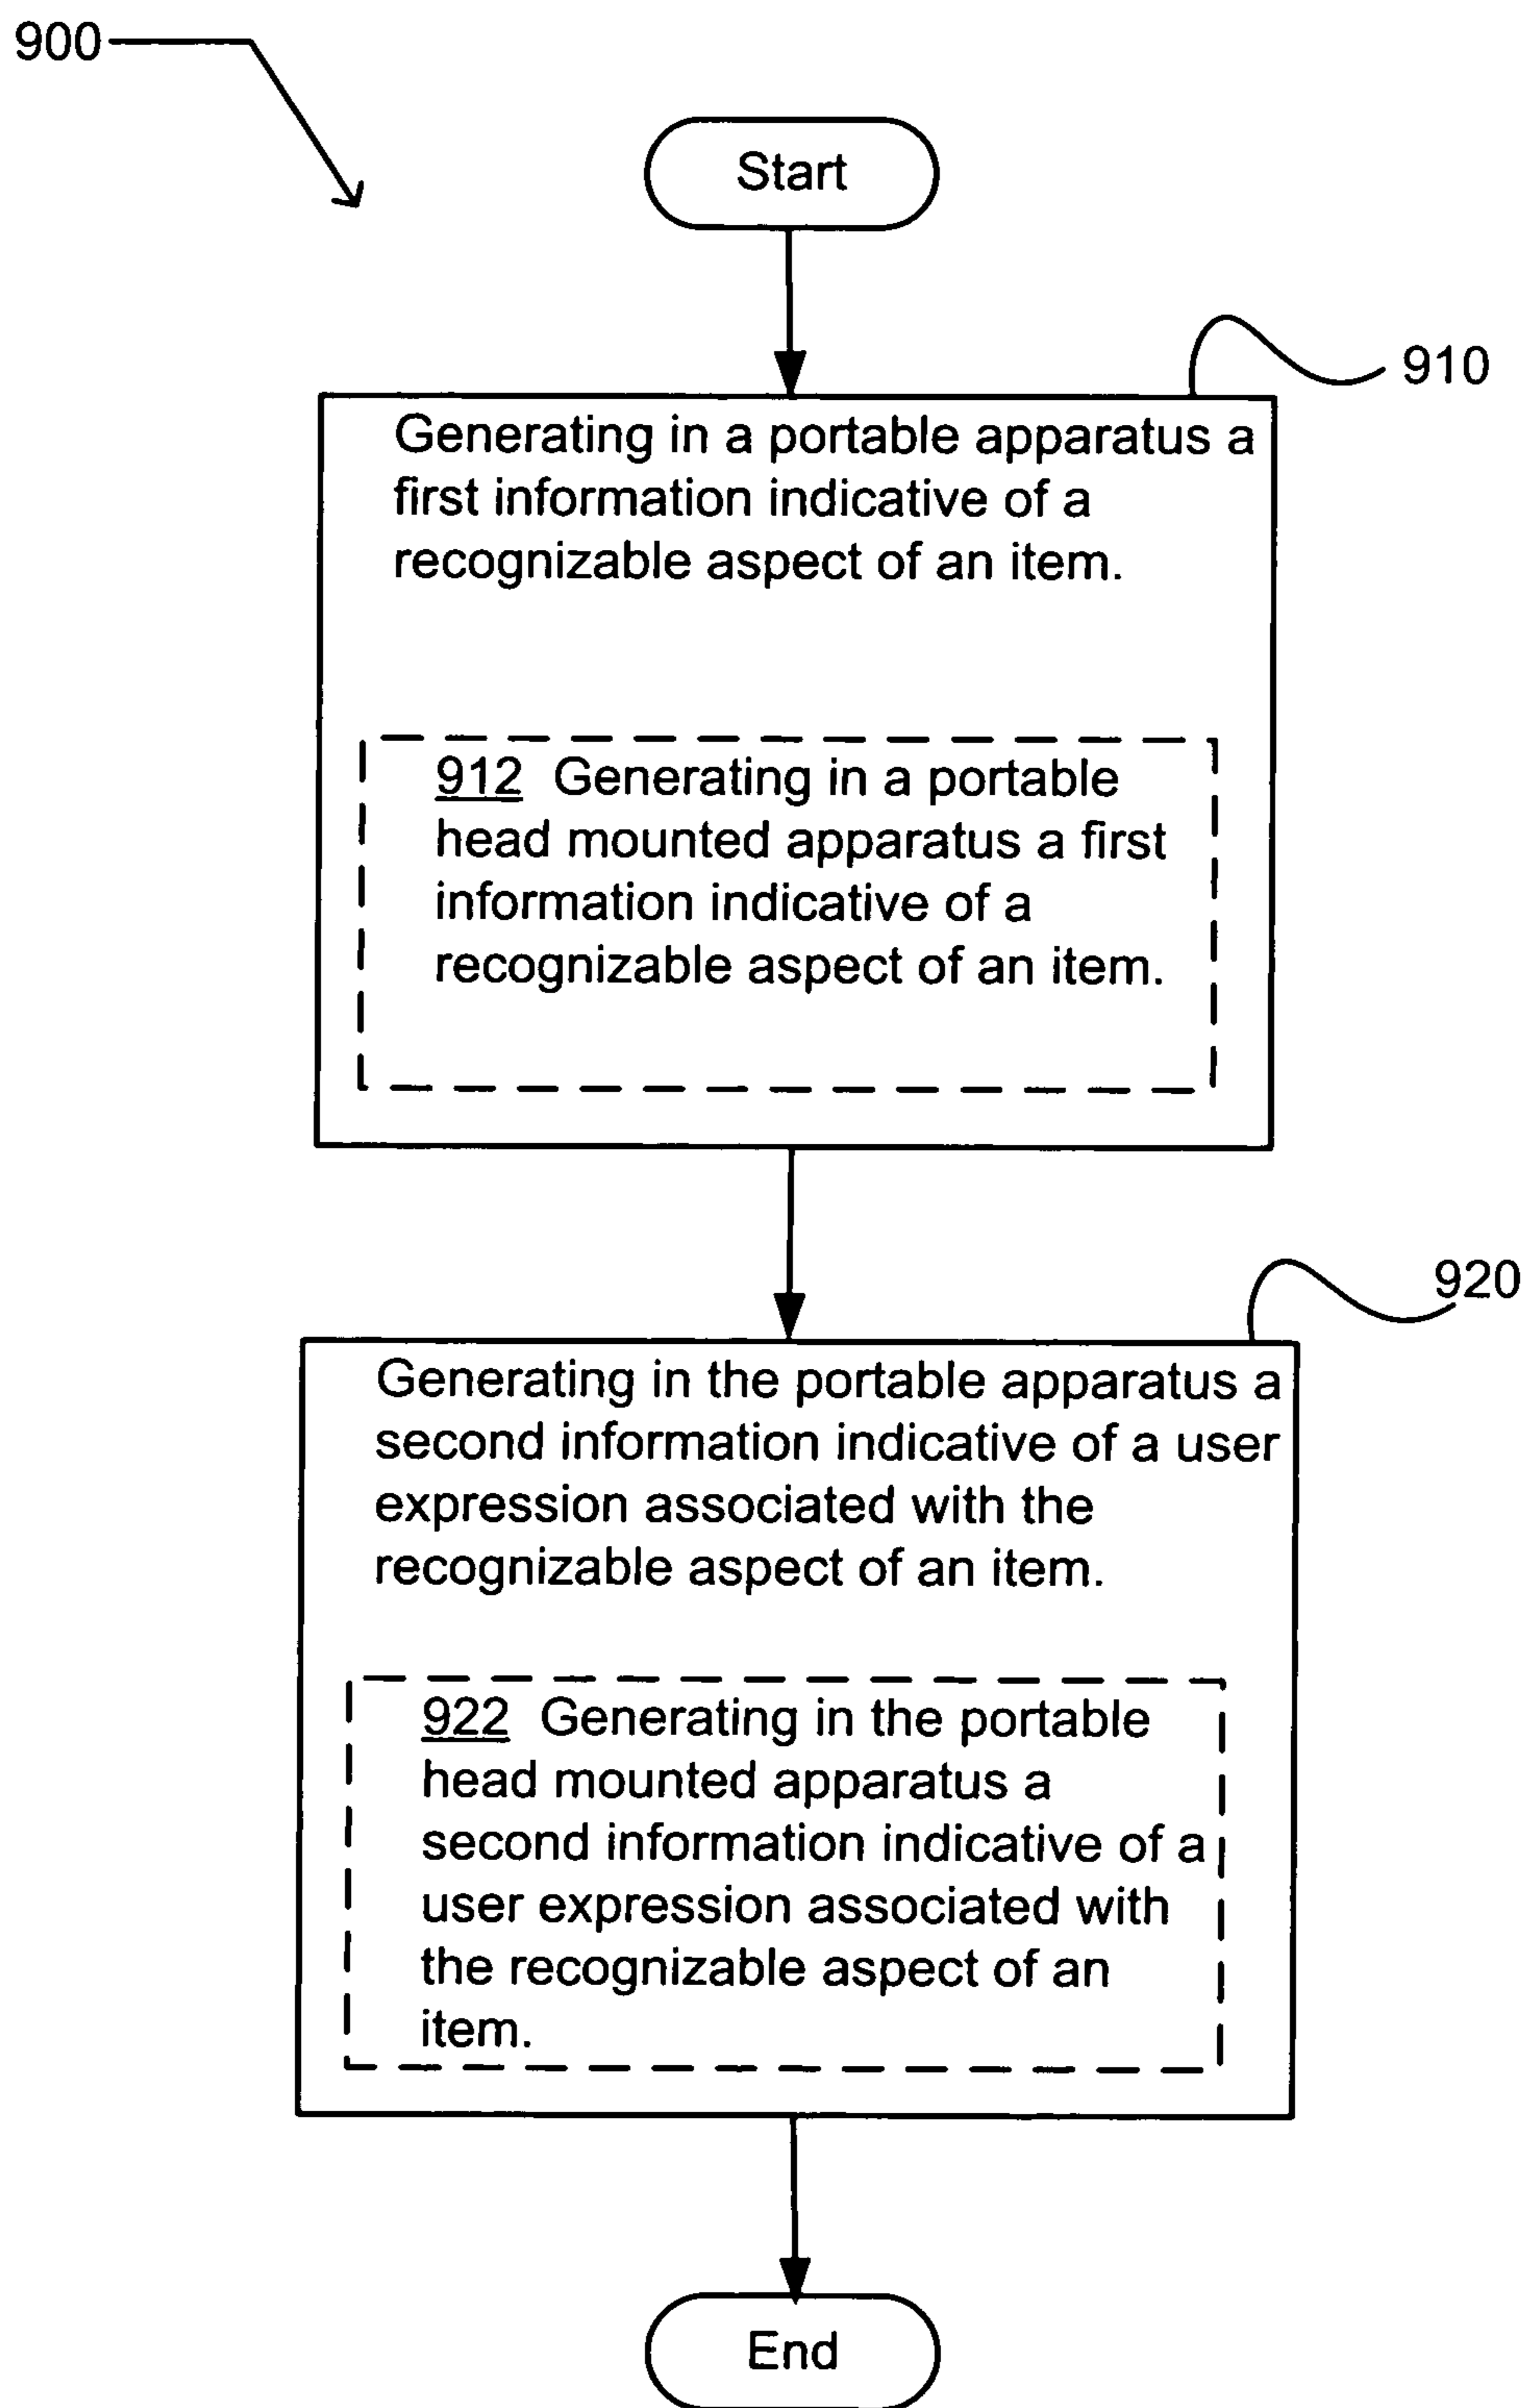 900
Start
910
Generating in a portable apparatus a
first information indicative of a
recognizable aspect of an item.
912 Generating in a portable
head mounted apparatus a first
information indicative of a
recognizable aspect of an item.
920
Generating in the portable apparatus a
second information indicative of a user
expression associated with the
recognizable aspect of an item.
922 Generating in the portable
head mounted apparatus a
second information indicative of a
user expression associated with
the recognizable aspect of an
item.
End